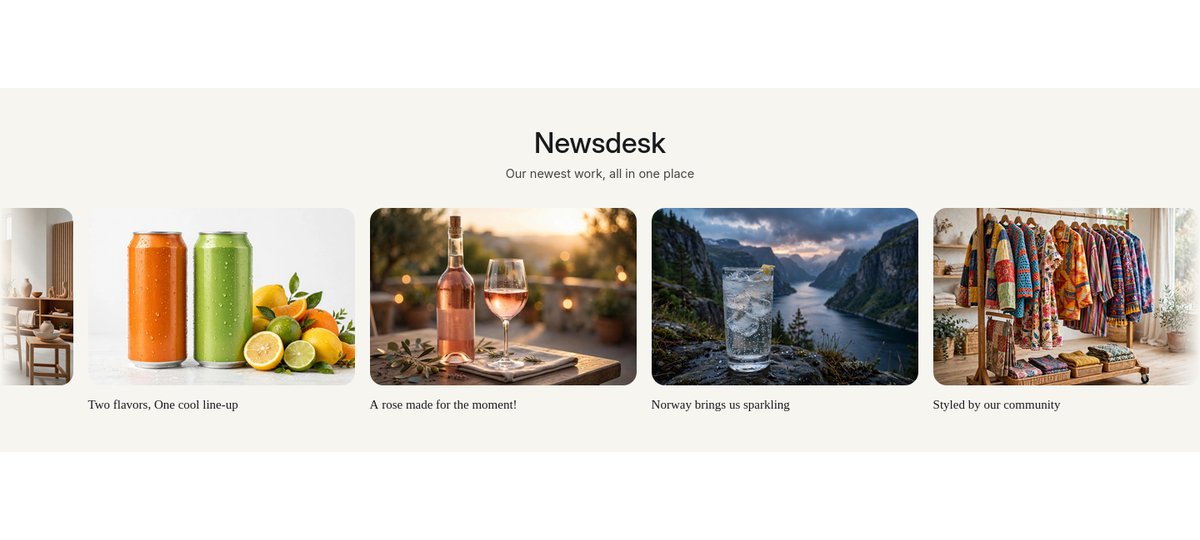 Newsdesk
Our newest work, all in one place
Two flavors, One cool line-up
A rose made for the moment!
Norway brings us sparkling
Styled by our community